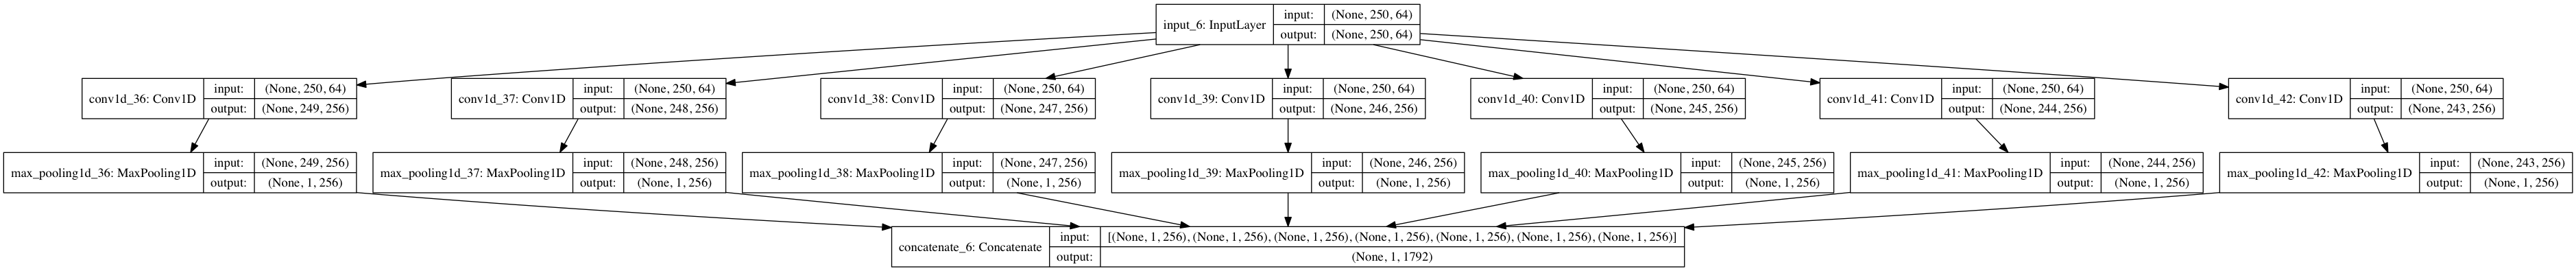 input_6: InputLayer
input: (None, 250, 64)
output: (None, 250, 64)
conv1d_36: Conv1D
input: (None, 250, 64)
output: (None, 249, 256)
conv1d_37: Conv1D
input: (None, 250, 64)
output: (None, 248, 256)
conv1d_38: Conv1D
input: (None, 250, 64)
output: (None, 247, 256)
conv1d_39: Conv1D
input: (None, 250, 64)
output: (None, 246, 256)
conv1d_40: Conv1D
input: (None, 250, 64)
output: (None, 245, 256)
conv1d_41: Conv1D
input: (None, 250, 64)
output: (None, 244, 256)
conv1d_42: Conv1D
input: (None, 250, 64)
output: (None, 243, 256)
max_pooling1d_36: MaxPooling1D
input: (None, 249, 256)
output: (None, 1, 256)
max_pooling1d_37: MaxPooling1D
input: (None, 248, 256)
output: (None, 1, 256)
max_pooling1d_38: MaxPooling1D
input: (None, 247, 256)
output: (None, 1, 256)
max_pooling1d_39: MaxPooling1D
input: (None, 246, 256)
output: (None, 1, 256)
max_pooling1d_40: MaxPooling1D
input: (None, 245, 256)
output: (None, 1, 256)
max_pooling1d_41: MaxPooling1D
input: (None, 244, 256)
output: (None, 1, 256)
max_pooling1d_42: MaxPooling1D
input: (None, 243, 256)
output: (None, 1, 256)
concatenate_6: Concatenate
input: [(None, 1, 256), (None, 1, 256), (None, 1, 256), (None, 1, 256), (None, 1, 256), (None, 1, 256), (None, 1, 256)]
output: (None, 1, 1792)